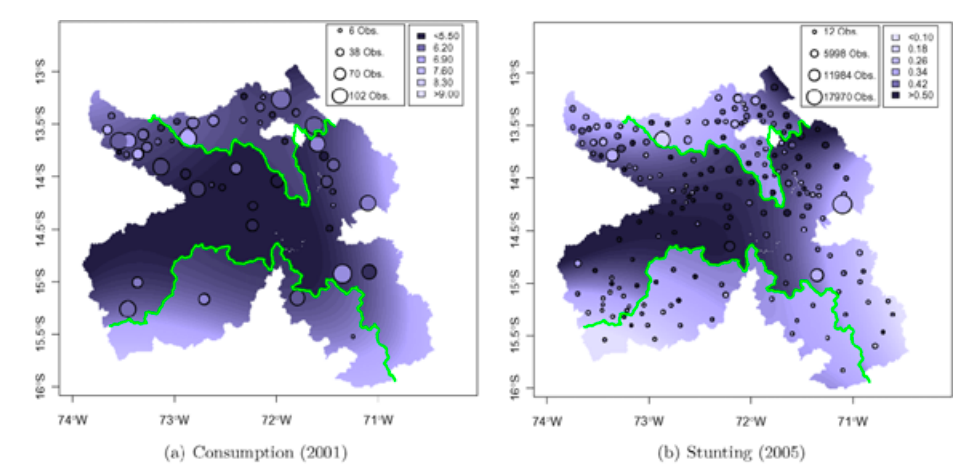 6 Obs.
38 Obs.
70 Obs.
102 Obs.
<5.50
6.20
6.90
7.60
8.30
>9.00
13°S
13.5°S
14°S
14.5°S
15°S
15.5°S
16°S
74°W
73°W
72°W
71°W
(a) Consumption (2001)
12 Obs.
5998 Obs.
11984 Obs.
17970 Obs.
<0.10
0.18
0.26
0.34
0.42
>0.50
13°S
13.5°S
14°S
14.5°S
15°S
15.5°S
16°S
74°W
73°W
72°W
71°W
(b) Stunting (2005)